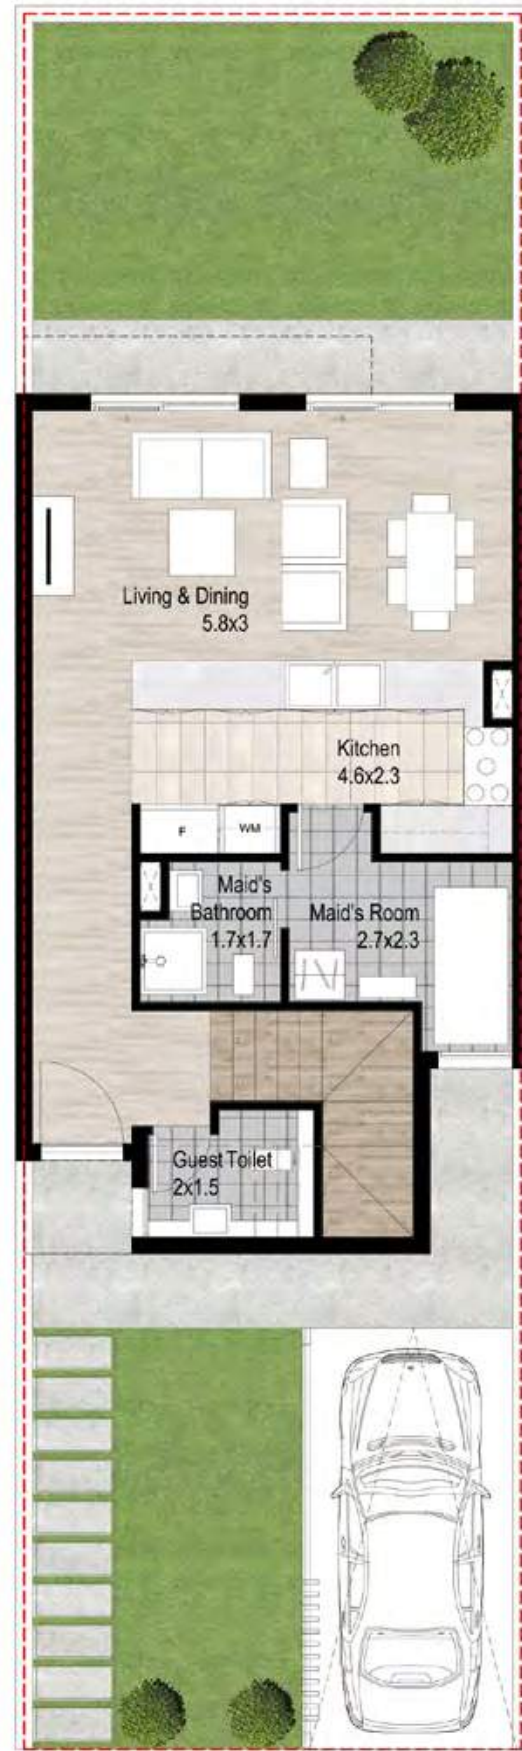 Living & Dining
5.8x3
Kitchen
4.6x2.3
F
WM
Maid's
Bathroom
1.7x1.7
Maid's Room
2.7x2.3
Guest Toilet
2x1.5